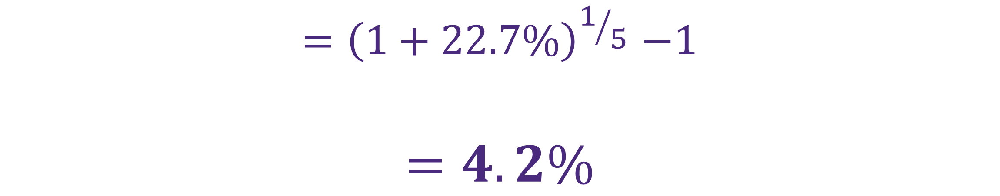 = (1 + 22.7%)^1/5 −1
= 4.2%